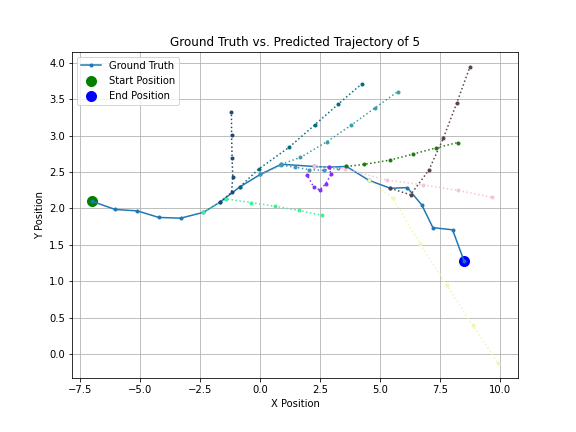 Ground Truth vs. Predicted Trajectory of 5
Ground Truth
Start Position
End Position
Y Position
4.0
3.5
3.0
2.5
2.0
1.5
1.0
0.5
0.0
−7.5 −5.0 −2.5 0.0 2.5 5.0 7.5 10.0
X Position